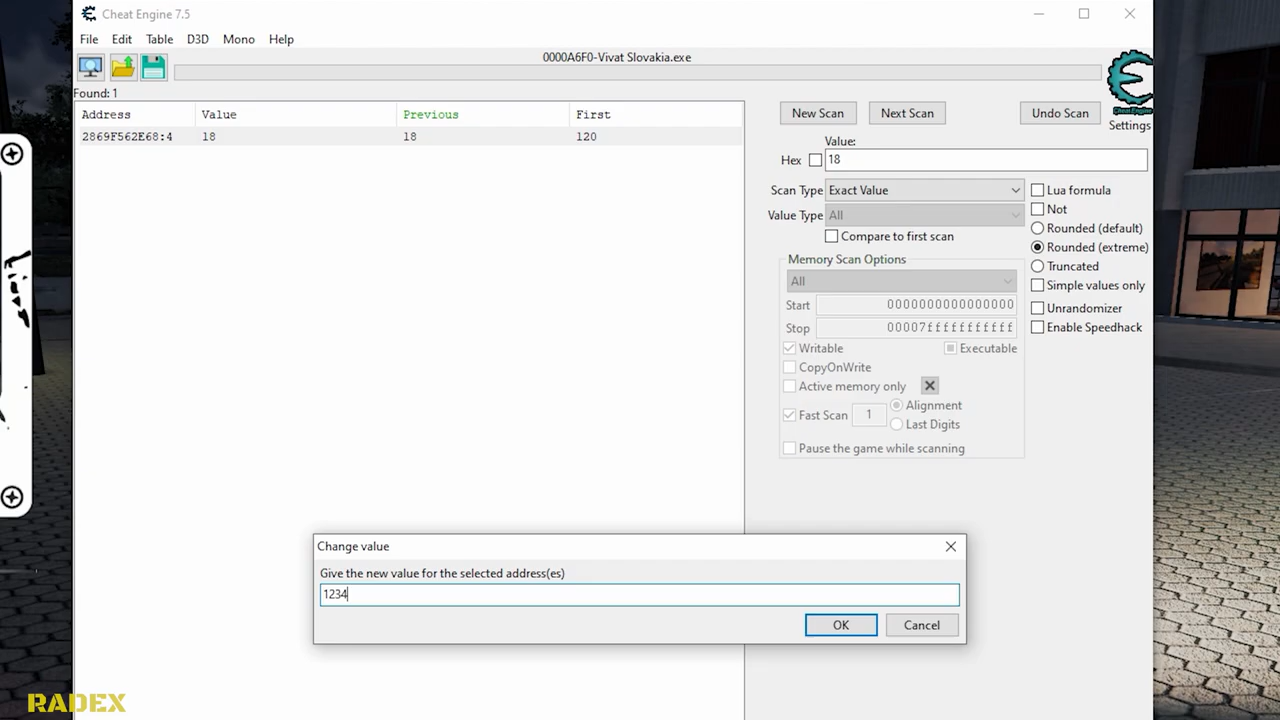 Cheat Engine 7.5
File Edit Table D3D Mono Help
0000A6F0-Vivat Slovakia.exe
Found: 1
Address Value Previous First
2869F562E68:4 18 18 120
New Scan Next Scan Undo Scan
Cheat Engine
Settings
Value:
Hex 18
Scan Type Exact Value
Value Type All
Compare to first scan
Lua formula
Not
Rounded (default)
Rounded (extreme)
Truncated
Simple values only
Unrandomizer
Enable Speedhack
Memory Scan Options
All
Start 0000000000000000
Stop 00007fffffffffff
Writable Executable
CopyOnWrite
Active memory only
Fast Scan 1 Alignment
Last Digits
Pause the game while scanning
Change value
Give the new value for the selected address(es)
1234
OK Cancel
RADEX